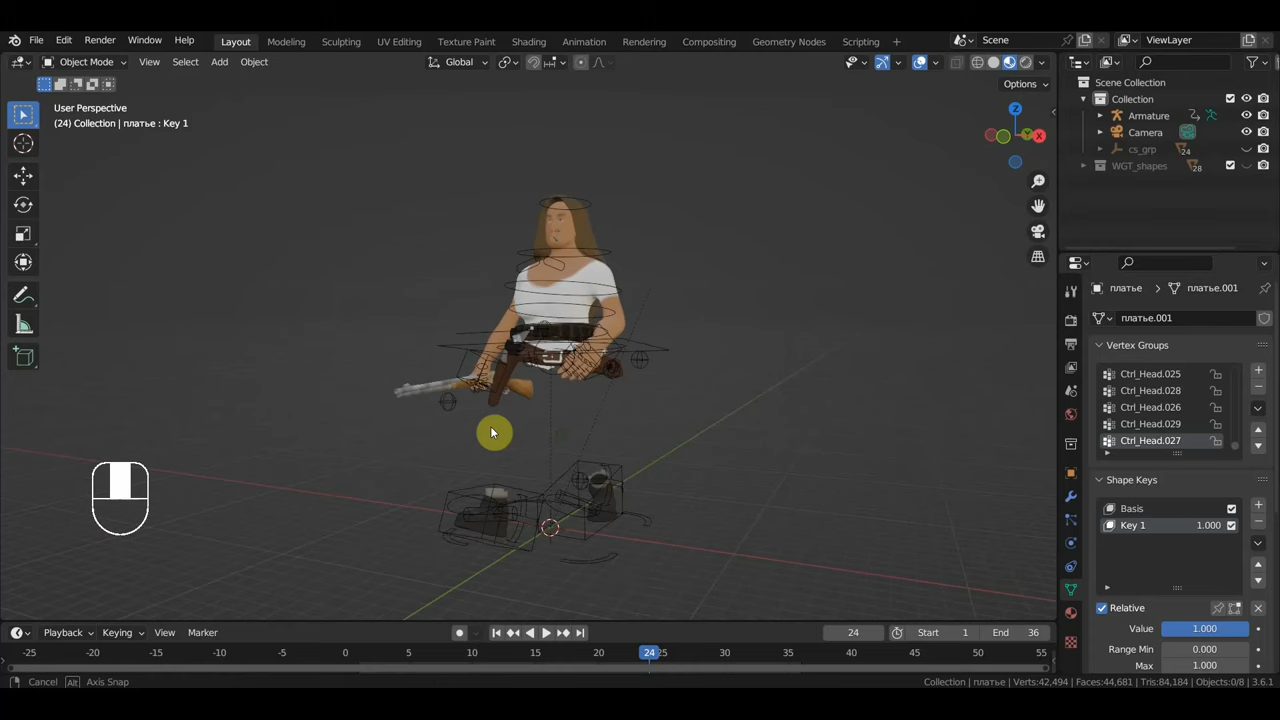 File Edit Render Window Help Layout Modeling Sculpting UV Editing Texture Paint Shading Animation Rendering Compositing Geometry Nodes Scripting + Scene ViewLayer
Object Mode View Select Add Object Global
Options
User Perspective
(24) Collection | платье : Key 1
Z
Y
X
Scene Collection
Collection
Armature
Camera
cs_grp 24
WGT_shapes 28
платье > платье.001
платье.001
Vertex Groups
Ctrl_Head.025
Ctrl_Head.028
Ctrl_Head.026
Ctrl_Head.029
Ctrl_Head.027
Shape Keys
Basis
Key 1 1.000
Relative
Value 1.000
Range Min 0.000
Max 1.000
Playback Keying View Marker 24 Start 1 End 36
-25 -20 -15 -10 -5 0 5 10 15 20 24 25 30 35 40 45 50 55
Cancel Alt Axis Snap Collection | платье | Verts:42,494 | Faces:44,681 | Tris:84,184 | Objects:0/8 | 3.6.1